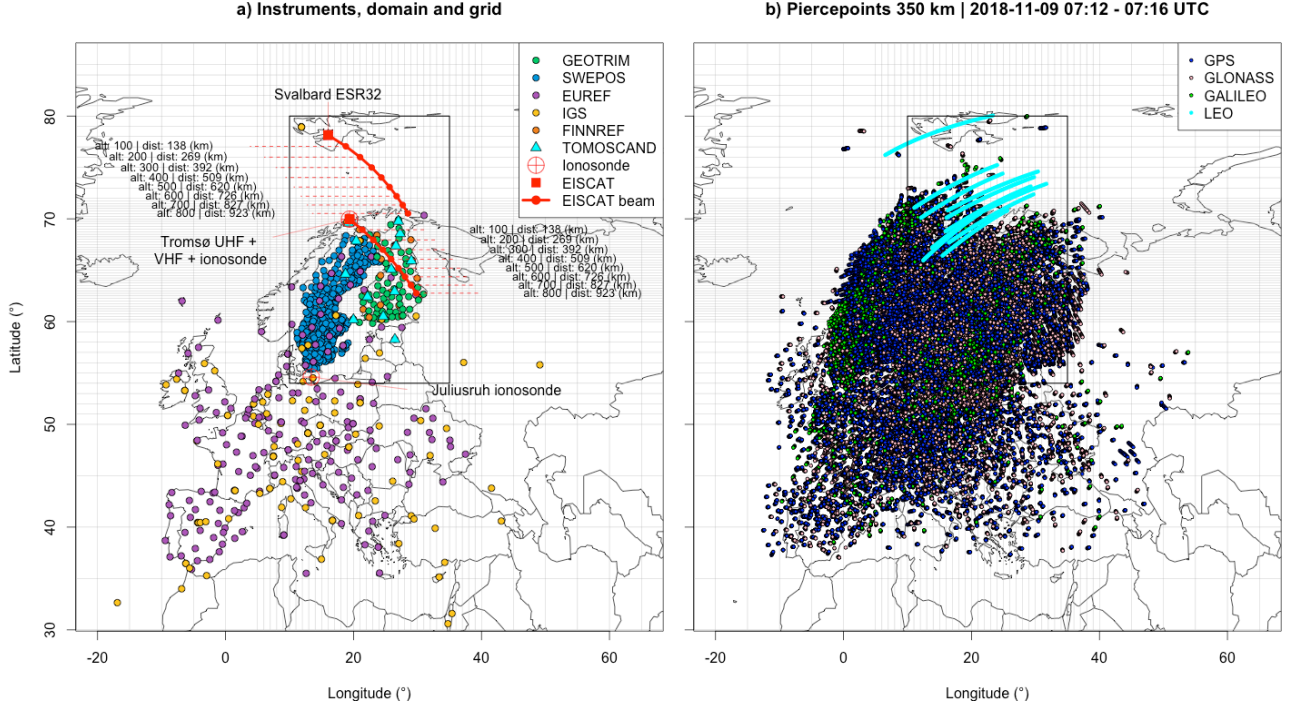 a) Instruments, domain and grid
GEOTRIM
SWEPOS
EUREF
IGS
FINNREF
TOMOSCAND
Ionosonde
EISCAT
EISCAT beam
Svalbard ESR32
alt: 100 | dist: 138 (km)
alt: 200 | dist: 269 (km)
alt: 300 | dist: 392 (km)
alt: 400 | dist: 509 (km)
alt: 500 | dist: 620 (km)
alt: 600 | dist: 726 (km)
alt: 700 | dist: 827 (km)
alt: 800 | dist: 923 (km)
Tromsø UHF +
VHF + ionosonde
alt: 100 | dist: 138 (km)
alt: 200 | dist: 269 (km)
alt: 300 | dist: 392 (km)
alt: 400 | dist: 509 (km)
alt: 500 | dist: 620 (km)
alt: 600 | dist: 726 (km)
alt: 700 | dist: 827 (km)
alt: 800 | dist: 923 (km)
Juliusruh ionosonde
80
70
60
50
40
30
Latitude (°)
-20 0 20 40 60
Longitude (°)
b) Piercepoints 350 km | 2018-11-09 07:12 - 07:16 UTC
GPS
GLONASS
GALILEO
LEO
80
70
60
50
40
30
-20 0 20 40 60
Longitude (°)